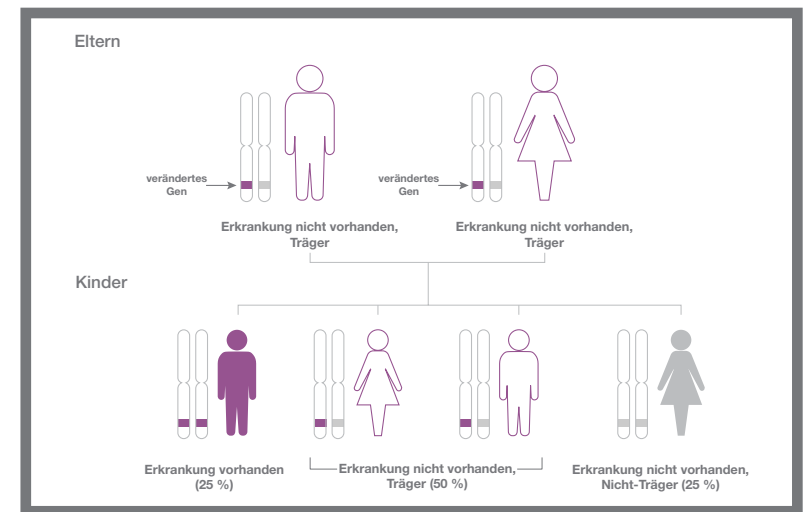 Eltern
verändertes
Gen
verändertes
Gen
Erkrankung nicht vorhanden,
Träger
Erkrankung nicht vorhanden,
Träger
Kinder
Erkrankung vorhanden
(25 %)
Erkrankung nicht vorhanden,
Träger (50 %)
Erkrankung nicht vorhanden,
Nicht-Träger (25 %)